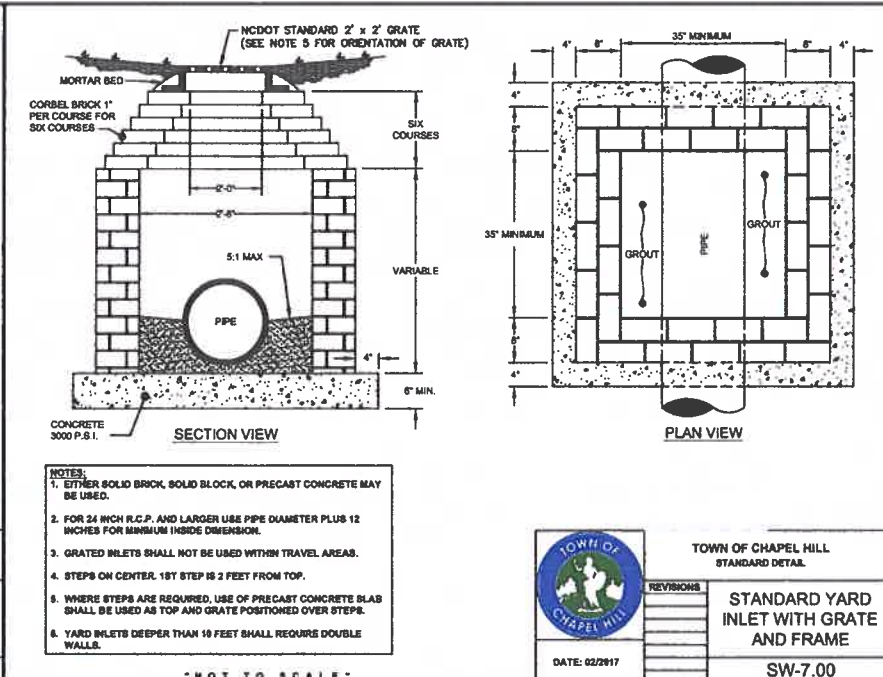 NCDOT STANDARD 2' x 2' GRATE
(SEE NOTE 5 FOR ORIENTATION OF GRATE)
MORTAR BED
CORBEL BRICK 1"
PER COURSE FOR
SIX COURSES
SIX
COURSES
2'-0"
5:1 MAX
VARIABLE
PIPE
4"
6" MIN.
CONCRETE
3000 P.S.I.
SECTION VIEW
35" MINIMUM
4"
8"
8"
4"
4"
8"
35" MINIMUM
GROUT
PIPE
GROUT
8"
4"
PLAN VIEW
NOTES:
1. EITHER SOLID BRICK, SOLID BLOCK, OR PRECAST CONCRETE MAY
BE USED.
2. FOR 24 INCH R.C.P. AND LARGER USE PIPE DIAMETER PLUS 12
INCHES FOR MINIMUM INSIDE DIMENSION.
3. GRATED INLETS SHALL NOT BE USED WITHIN TRAVEL AREAS.
4. STEPS ON CENTER. 1ST STEP IS 2 FEET FROM TOP.
5. WHERE STEPS ARE REQUIRED, USE OF PRECAST CONCRETE SLAB
SHALL BE USED AS TOP AND GRATE POSITIONED OVER STEPS.
6. YARD INLETS DEEPER THAN 10 FEET SHALL REQUIRE DOUBLE
WALLS.
"NOT TO SCALE"
TOWN OF
CHAPEL HILL
TOWN OF CHAPEL HILL
STANDARD DETAIL
REVISIONS
STANDARD YARD
INLET WITH GRATE
AND FRAME
DATE: 02/2017
SW-7.00